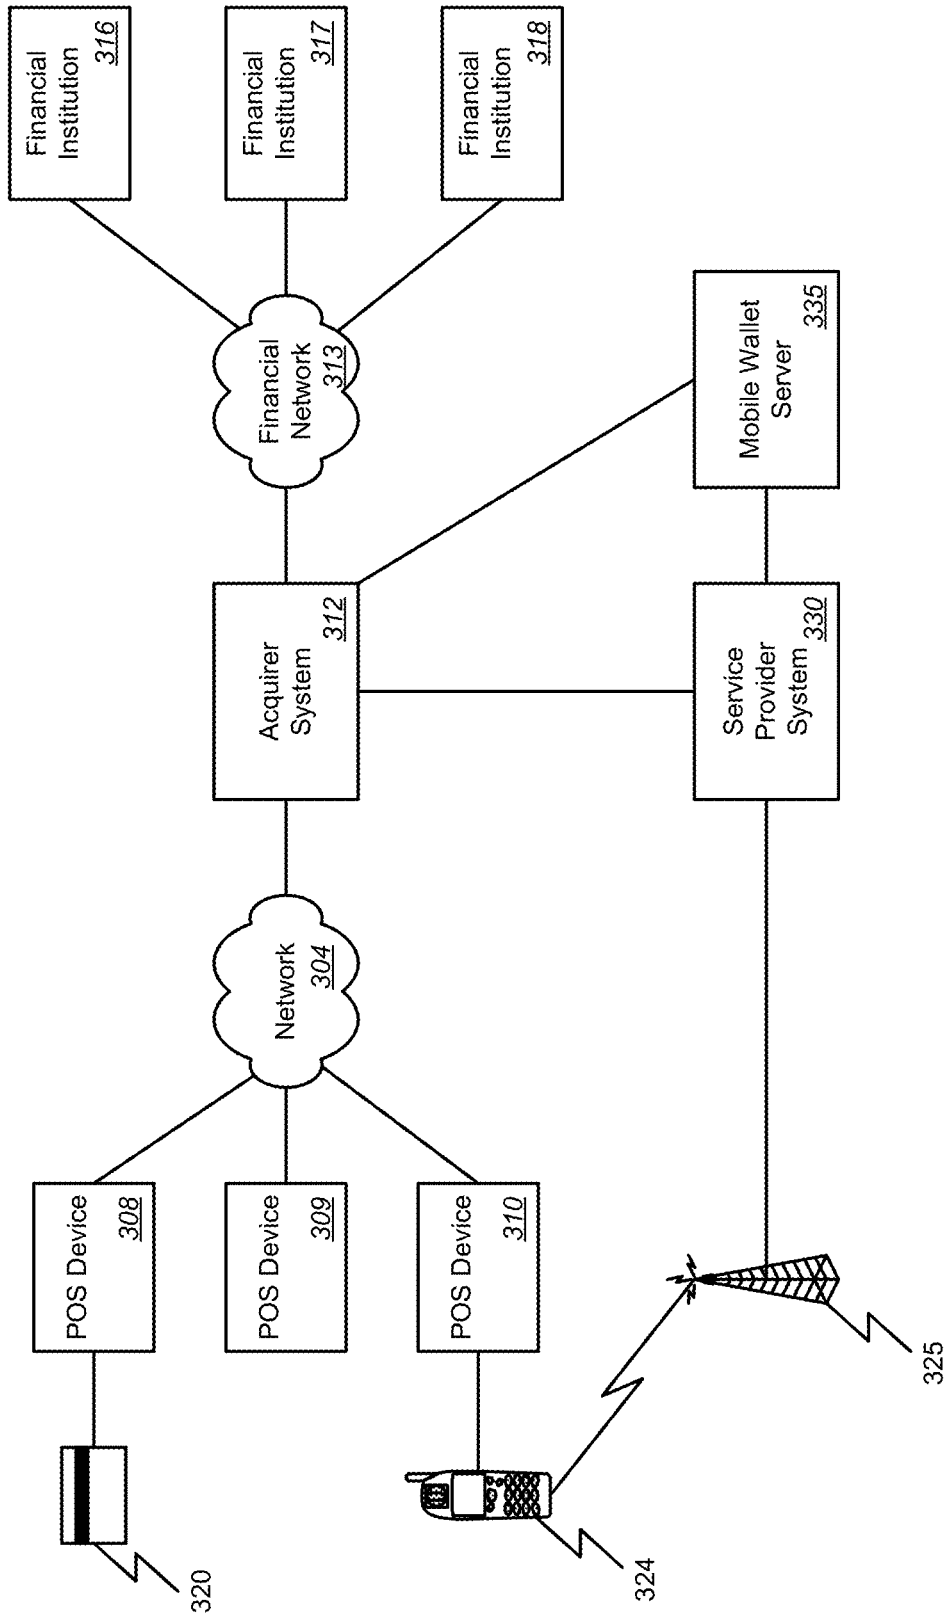 320
POS Device
308
POS Device
309
324
POS Device
310
325
Network
304
Acquirer
System
312
Service
Provider
System
330
Financial
Network
313
Mobile Wallet
Server
335
Financial
Institution
316
Financial
Institution
317
Financial
Institution
318